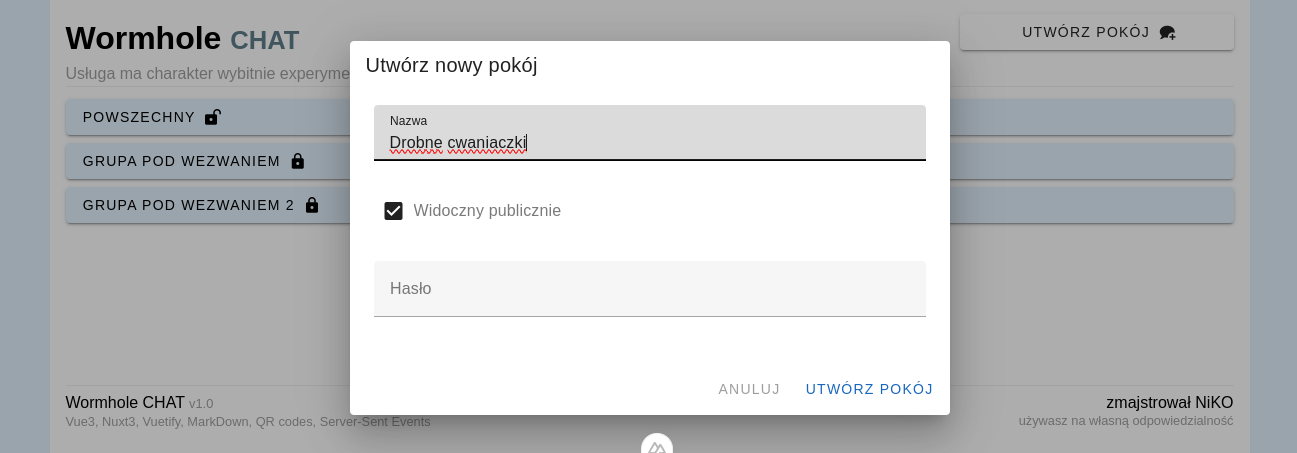 Wormhole CHAT
UTWÓRZ POKÓJ
Usługa ma charakter wybitnie experyme
POWSZECHNY
GRUPA POD WEZWANIEM
GRUPA POD WEZWANIEM 2
Utwórz nowy pokój
Nazwa
Drobne cwaniaczki
Widoczny publicznie
Hasło
ANULUJ UTWÓRZ POKÓJ
Wormhole CHAT v1.0
Vue3, Nuxt3, Vuetify, MarkDown, QR codes, Server-Sent Events
zmajstrował NiKO
używasz na własną odpowiedzialność